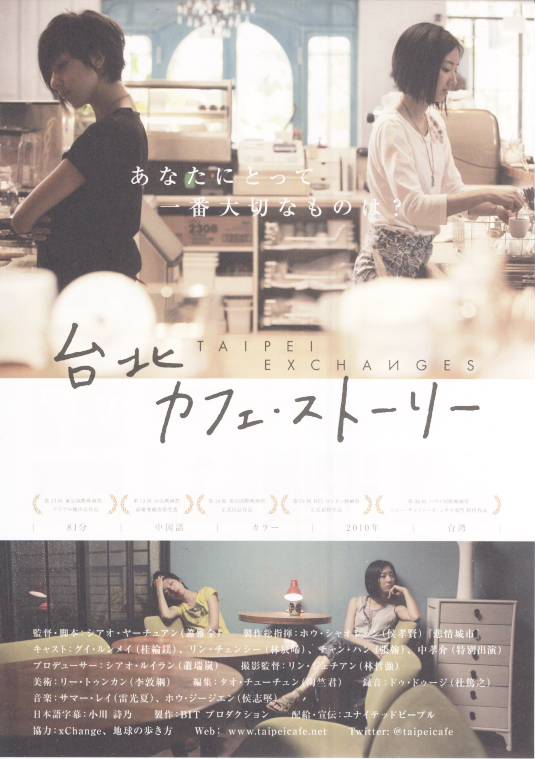 あなたにとって
一番大切なものは?
台北
TAIPEI
EXCHANGES
カフェ・ストーリー
81分 | 中国語 | カラー | 2010年 | 台湾
監督・脚本:シアオ・ヤーチュアン(蕭雅全) 製作総指揮:ホウ・シャオシェン(侯孝賢)『悲情城市』
キャスト:グイ・ルンメイ(桂綸鎂)、リン・チェンシー(林辰唏)、チャン・ハン(張翰)、中孝介(特別出演)
プロデューサー:シアオ・ルイラン(蕭瑞嵐) 撮影監督:リン・ジェチアン(林哲強)
美術:リー・トゥンカン(李敦綱) 編集:タオ・チューチュン(陶竺君) 録音:ドゥ・ドゥージ(杜篤之)
音楽:サマー・レイ(雷光夏)、ホウ・ジージエン(侯志堅)
日本語字幕:小川 詩乃 製作:BIT プロダクション 配給・宣伝:ユナイテッドピープル
協力:xChange、地球の歩き方 Web: www.taipeicafe.net Twitter: @taipeicafe